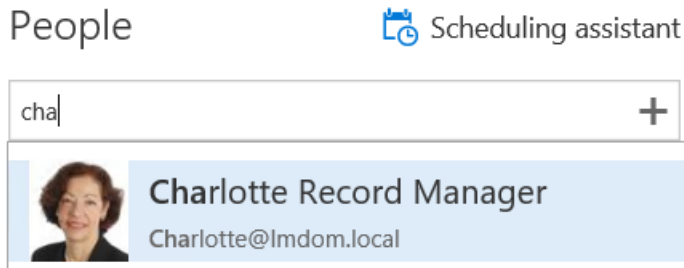 People
Scheduling assistant
cha
Charlotte Record Manager
Charlotte@lmdom.local